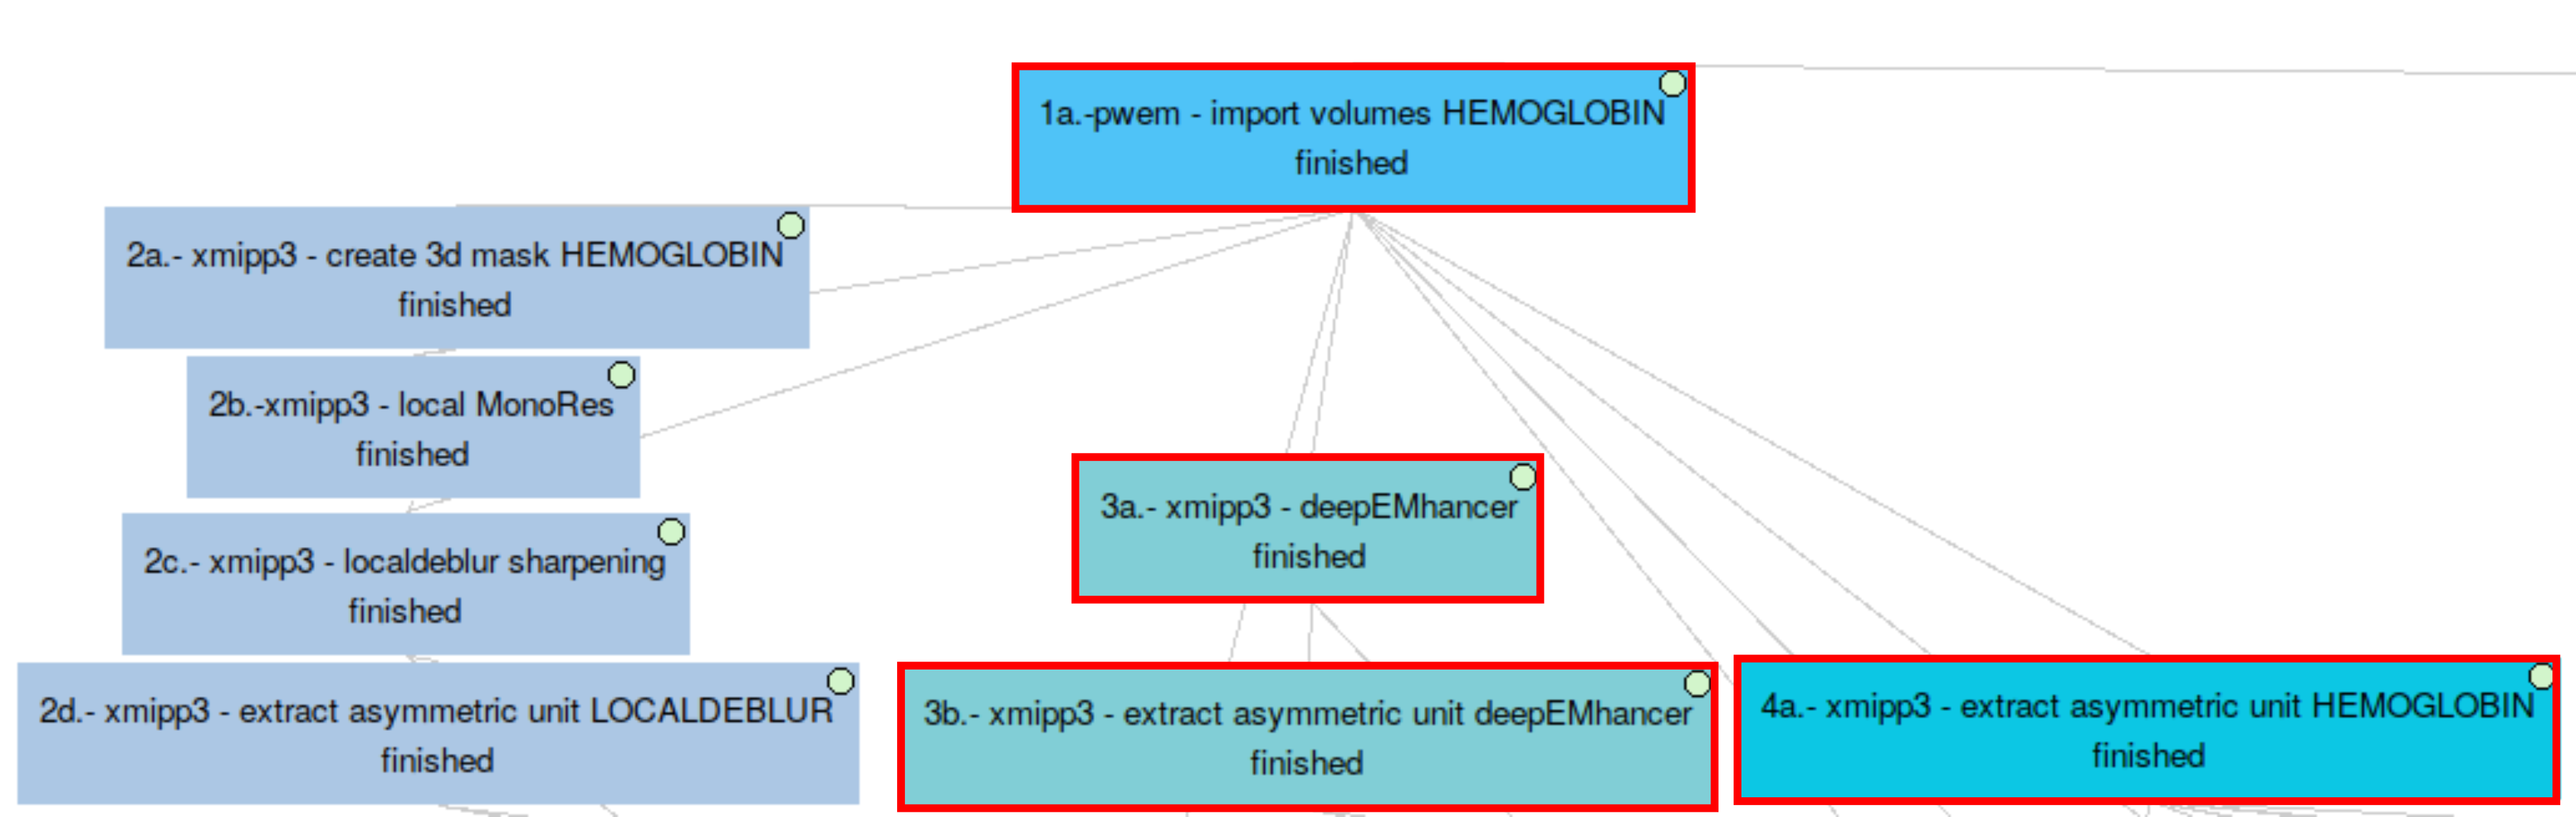 1a.-pwem - import volumes HEMOGLOBIN
finished
2a.- xmipp3 - create 3d mask HEMOGLOBIN
finished
2b.-xmipp3 - local MonoRes
finished
2c.- xmipp3 - localdeblur sharpening
finished
2d.- xmipp3 - extract asymmetric unit LOCALDEBLUR
finished
3a.- xmipp3 - deepEMhancer
finished
3b.- xmipp3 - extract asymmetric unit deepEMhancer
finished
4a.- xmipp3 - extract asymmetric unit HEMOGLOBIN
finished